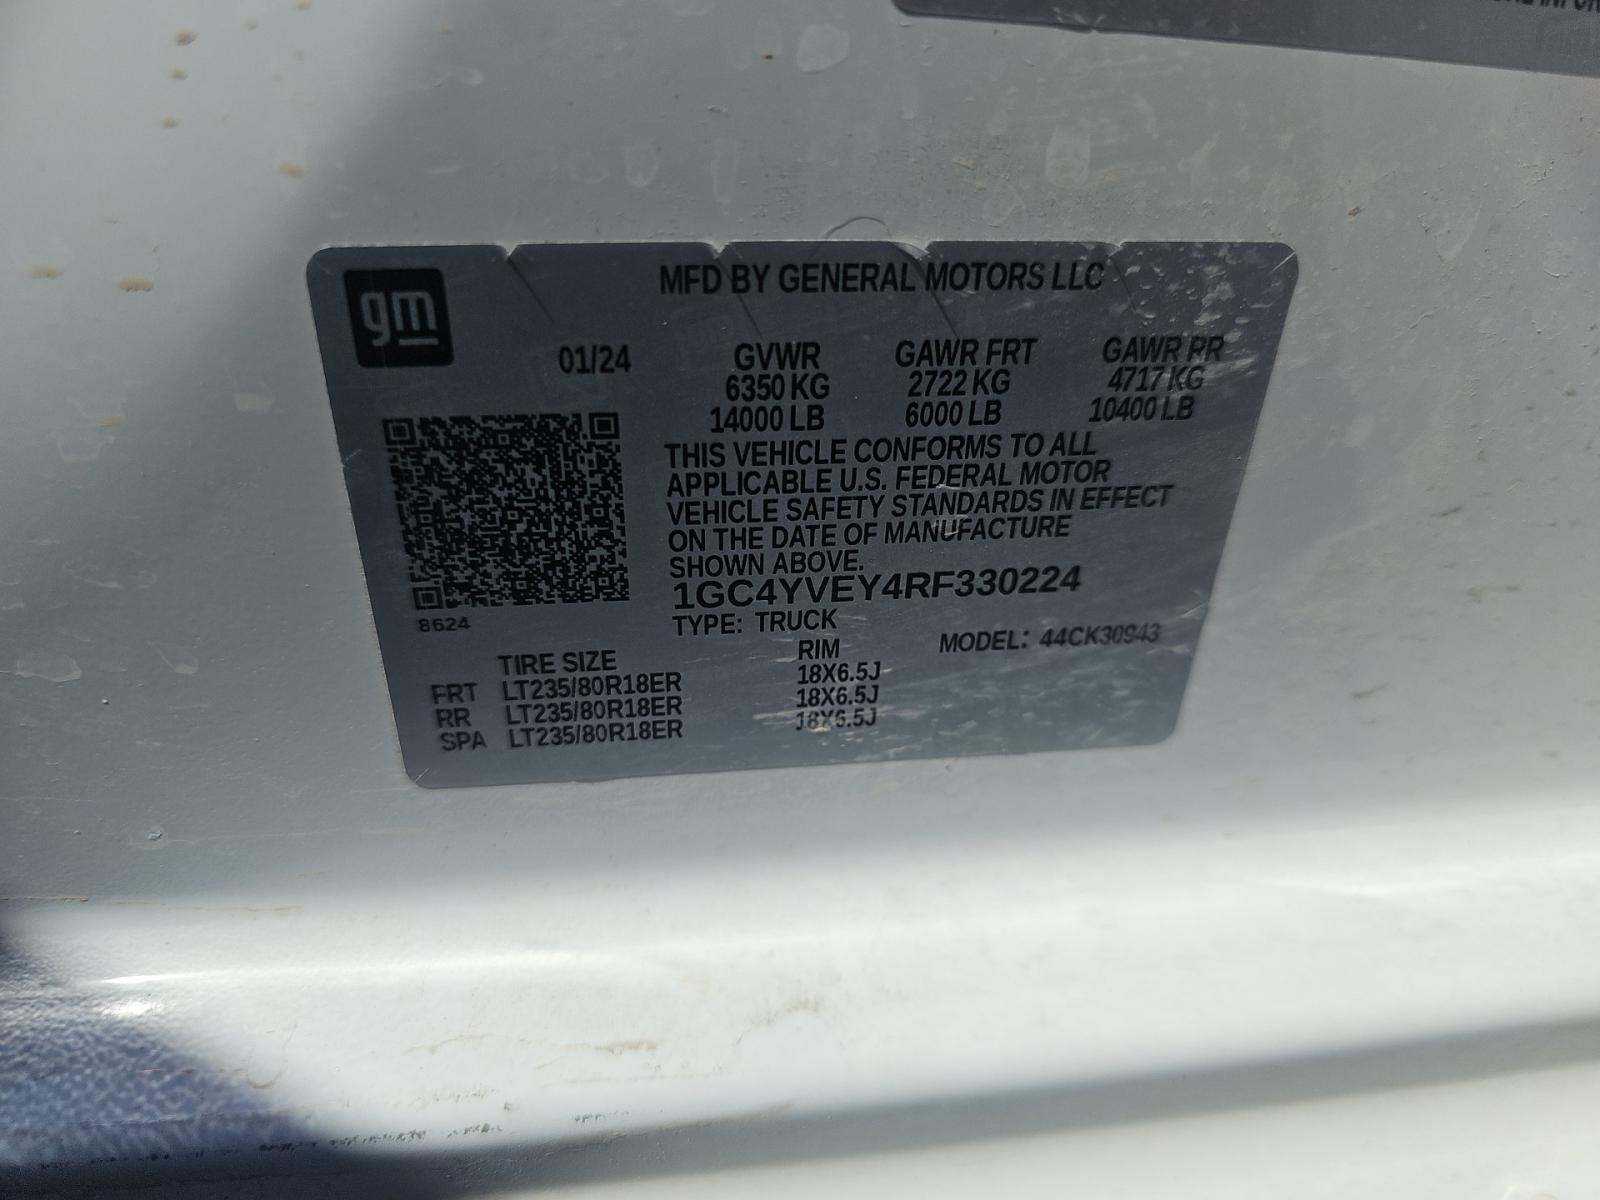 gm
MFD BY GENERAL MOTORS LLC
01/24 GVWR GAWR FRT GAWR RR
6350 KG 2722 KG 4717 KG
14000 LB 6000 LB 10400 LB
THIS VEHICLE CONFORMS TO ALL
APPLICABLE U.S. FEDERAL MOTOR
VEHICLE SAFETY STANDARDS IN EFFECT
ON THE DATE OF MANUFACTURE
SHOWN ABOVE.
1GC4YVEY4RF330224
8624
TYPE: TRUCK
MODEL: 44CK30943
TIRE SIZE RIM
FRT LT235/80R18ER 18X6.5J
RR LT235/80R18ER 18X6.5J
SPA LT235/80R18ER 18X6.5J